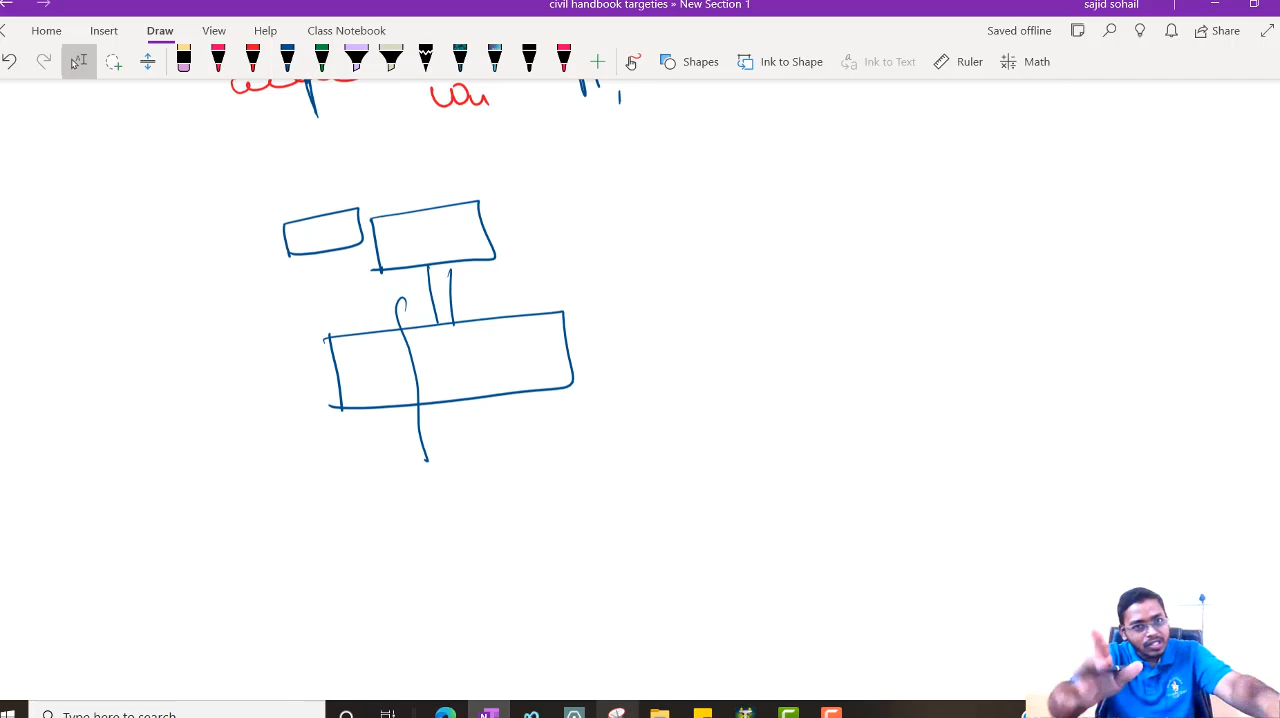 civil handbook targeties » New Section 1
sajid sohail
Home Insert Draw View Help Class Notebook
Saved offline
Share
Shapes
Ink to Shape
Ink to Text
Ruler
Math
Type here to search